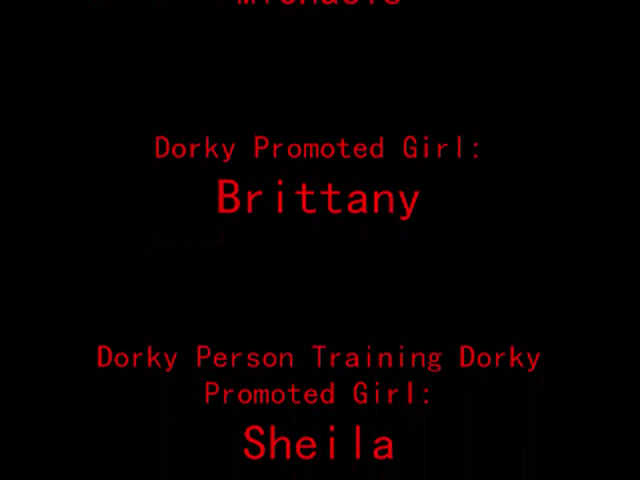 Dorky Promoted Girl:
Brittany
Dorky Person Training Dorky
Promoted Girl:
Sheila